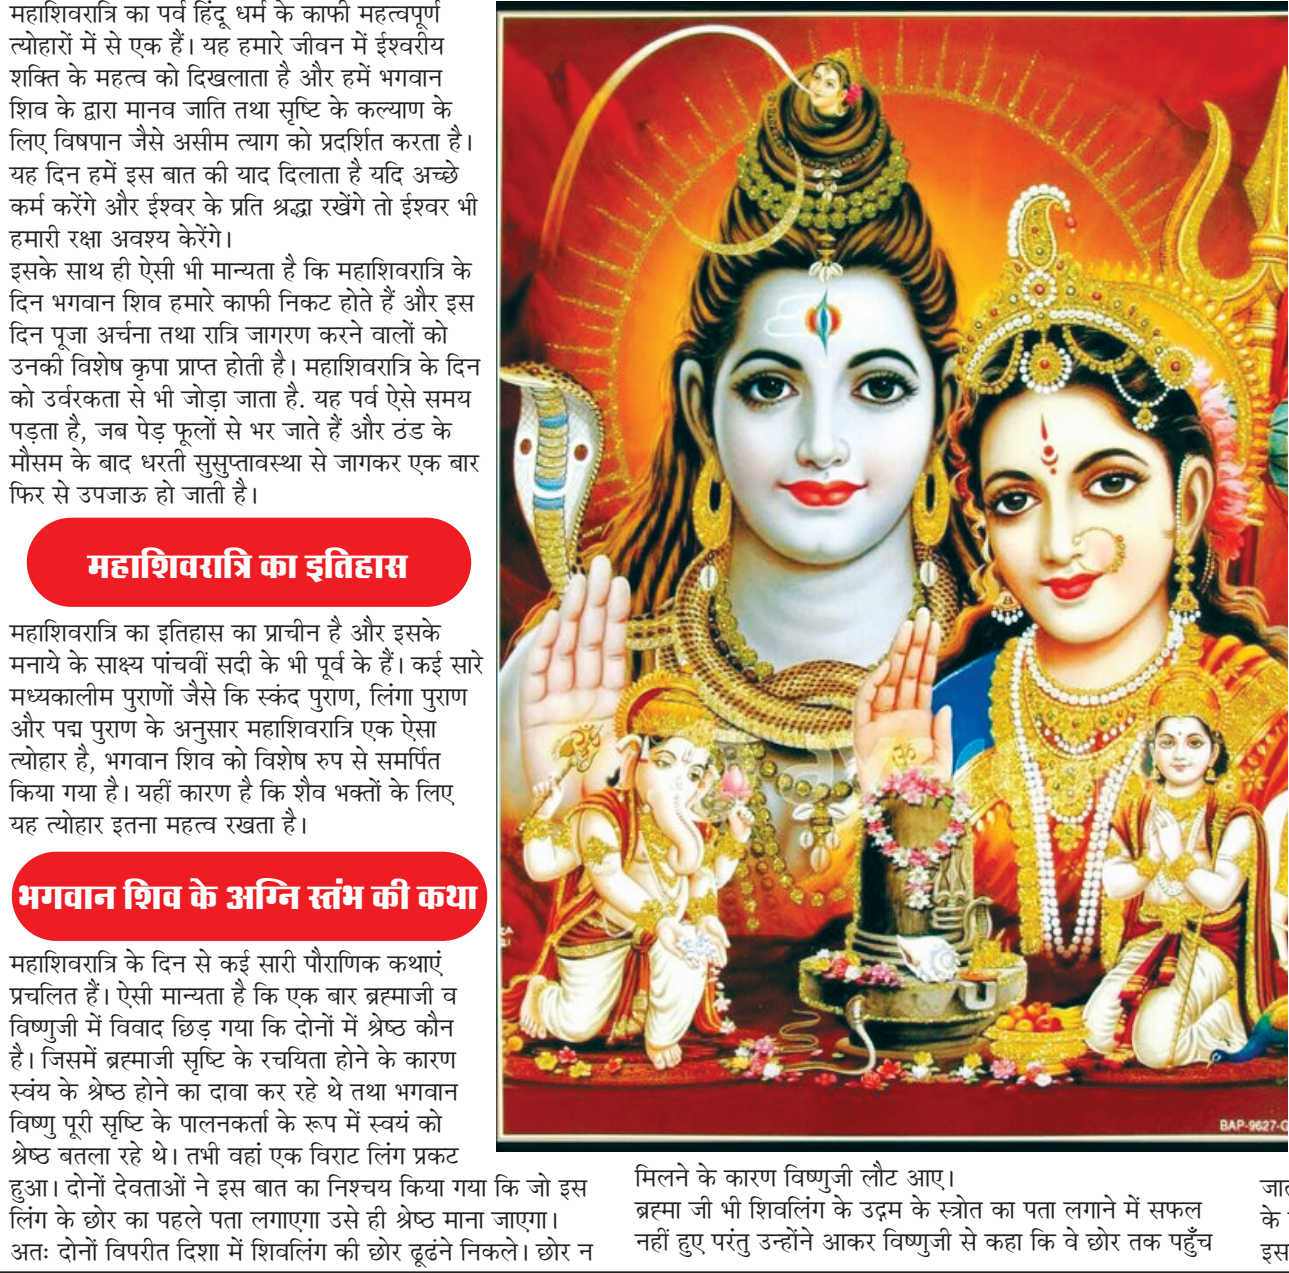 महाशिवरात्रि का पर्व हिंदू धर्म के काफी महत्वपूर्ण
त्योहारों में से एक हैं। यह हमारे जीवन में ईश्वरीय
शक्ति के महत्व को दिखलाता है और हमें भगवान
शिव के द्वारा मानव जाति तथा सृष्टि के कल्याण के
लिए विषपान जैसे असीम त्याग को प्रदर्शित करता है।
यह दिन हमें इस बात की याद दिलाता है यदि अच्छे
कर्म करेंगे और ईश्वर के प्रति श्रद्धा रखेंगे तो ईश्वर भी
हमारी रक्षा अवश्य केरेंगे।
इसके साथ ही ऐसी भी मान्यता है कि महाशिवरात्रि के
दिन भगवान शिव हमारे काफी निकट होते हैं और इस
दिन पूजा अर्चना तथा रात्रि जागरण करने वालों को
उनकी विशेष कृपा प्राप्त होती है। महाशिवरात्रि के दिन
को उर्वरकता से भी जोड़ा जाता है. यह पर्व ऐसे समय
पड़ता है, जब पेड़ फूलों से भर जाते हैं और ठंड के
मौसम के बाद धरती सुसुप्तावस्था से जागकर एक बार
फिर से उपजाऊ हो जाती है।
महाशिवरात्रि का इतिहास
महाशिवरात्रि का इतिहास का प्राचीन है और इसके
मनाये के साक्ष्य पांचवीं सदी के भी पूर्व के हैं। कई सारे
मध्यकालीम पुराणों जैसे कि स्कंद पुराण, लिंगा पुराण
और पद्म पुराण के अनुसार महाशिवरात्रि एक ऐसा
त्योहार है, भगवान शिव को विशेष रुप से समर्पित
किया गया है। यहीं कारण है कि शैव भक्तों के लिए
यह त्योहार इतना महत्व रखता है।
भगवान शिव के अग्नि स्तंभ की कथा
महाशिवरात्रि के दिन से कई सारी पौराणिक कथाएं
प्रचलित हैं। ऐसी मान्यता है कि एक बार ब्रह्माजी व
विष्णुजी में विवाद छिड़ गया कि दोनों में श्रेष्ठ कौन
है। जिसमें ब्रह्माजी सृष्टि के रचयिता होने के कारण
स्वंय के श्रेष्ठ होने का दावा कर रहे थे तथा भगवान
विष्णु पूरी सृष्टि के पालनकर्ता के रूप में स्वयं को
श्रेष्ठ बतला रहे थे। तभी वहां एक विराट लिंग प्रकट
हुआ। दोनों देवताओं ने इस बात का निश्चय किया गया कि जो इस
लिंग के छोर का पहले पता लगाएगा उसे ही श्रेष्ठ माना जाएगा।
अतः दोनों विपरीत दिशा में शिवलिंग की छोर ढूढंने निकले। छोर न
BAP-9627-G
मिलने के कारण विष्णुजी लौट आए।
ब्रह्मा जी भी शिवलिंग के उद्गम के स्त्रोत का पता लगाने में सफल
नहीं हुए परंतु उन्होंने आकर विष्णुजी से कहा कि वे छोर तक पहुँच
के
इस